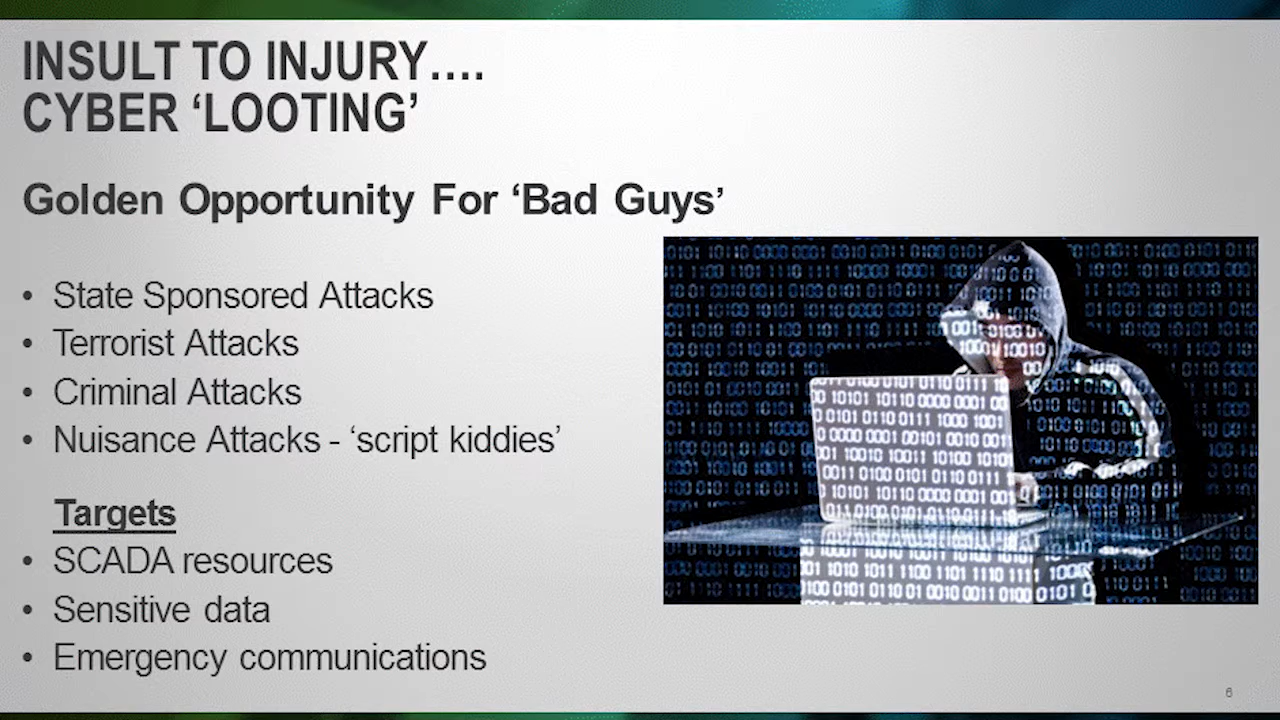 INSULT TO INJURY….
CYBER ‘LOOTING’
Golden Opportunity For ‘Bad Guys’
• State Sponsored Attacks
• Terrorist Attacks
• Criminal Attacks
• Nuisance Attacks - ‘script kiddies’
Targets
• SCADA resources
• Sensitive data
• Emergency communications
6